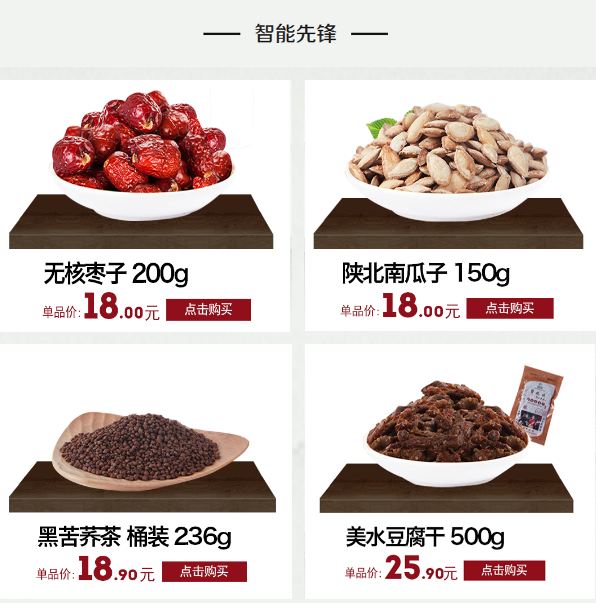 智能先锋
无核枣子 200g
单品价: 18.00元 点击购买
陕北南瓜子 150g
单品价: 18.00元 点击购买
黑苦荞茶 桶装 236g
单品价: 18.90元 点击购买
美水豆腐干 500g
单品价: 25.90元 点击购买